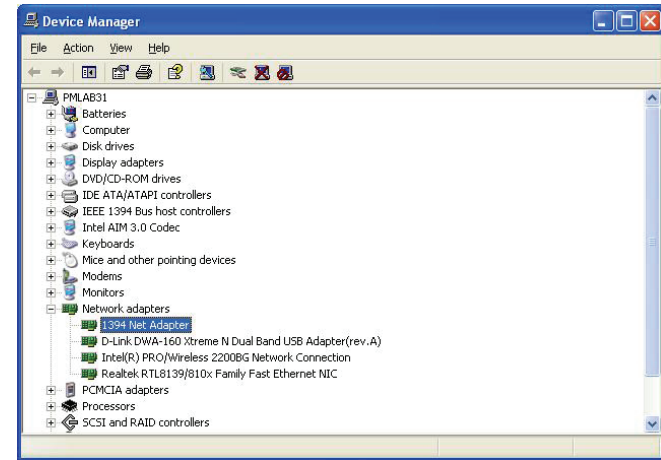 Device Manager
File Action View Help
PMLAB31
Batteries
Computer
Disk drives
Display adapters
DVD/CD-ROM drives
IDE ATA/ATAPI controllers
IEEE 1394 Bus host controllers
Intel AIM 3.0 Codec
Keyboards
Mice and other pointing devices
Modems
Monitors
Network adapters
1394 Net Adapter
D-Link DWA-160 Xtreme N Dual Band USB Adapter(rev.A)
Intel(R) PRO/Wireless 2200BG Network Connection
Realtek RTL8139/810x Family Fast Ethernet NIC
PCMCIA adapters
Processors
SCSI and RAID controllers